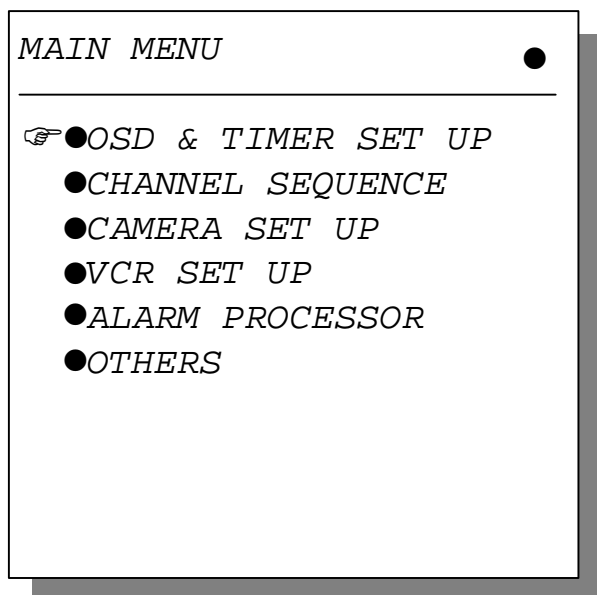 MAIN MENU ●
☞●OSD & TIMER SET UP
●CHANNEL SEQUENCE
●CAMERA SET UP
●VCR SET UP
●ALARM PROCESSOR
●OTHERS